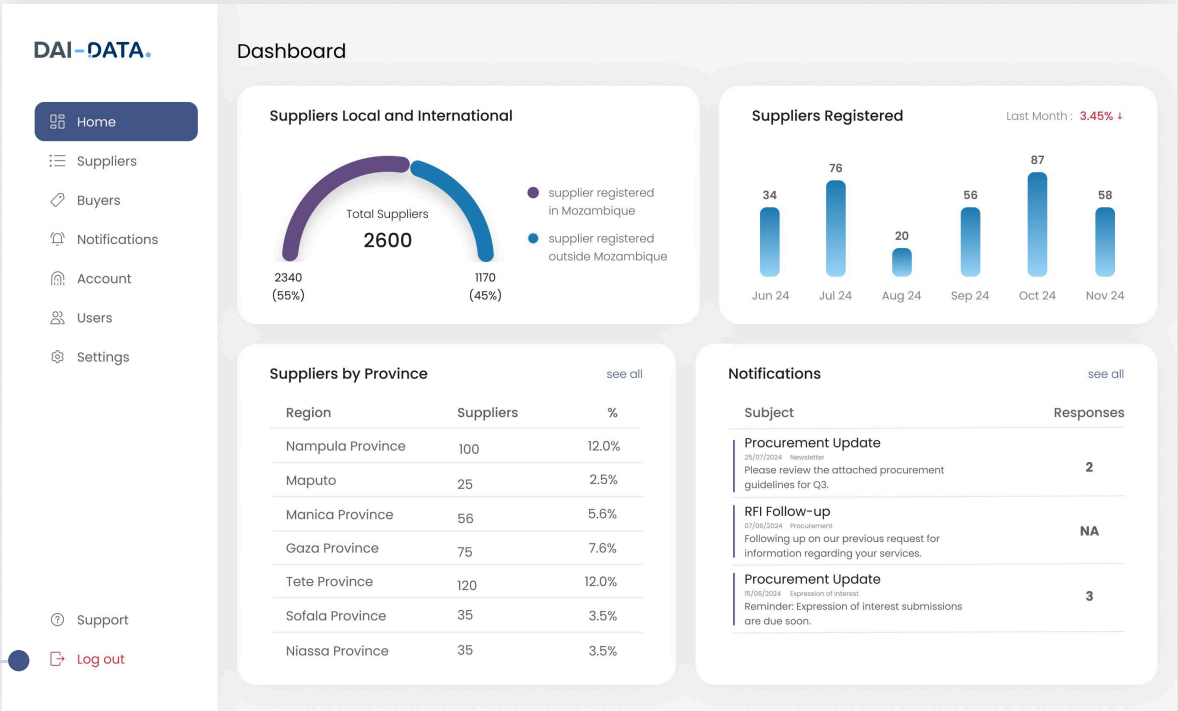 DAI-DATA.
Home
Suppliers
Buyers
Notifications
Account
Users
Settings
Support
Log out
Dashboard
Suppliers Local and International
Total Suppliers
2600
2340
(55%)
1170
(45%)
supplier registered
in Mozambique
supplier registered
outside Mozambique
Suppliers Registered
Last Month : 3.45% ↓
34
76
20
56
87
58
Jun 24
Jul 24
Aug 24
Sep 24
Oct 24
Nov 24
Suppliers by Province
see all
Region Suppliers %
Nampula Province 100 12.0%
Maputo 25 2.5%
Manica Province 56 5.6%
Gaza Province 75 7.6%
Tete Province 120 12.0%
Sofala Province 35 3.5%
Niassa Province 35 3.5%
Notifications
see all
Subject Responses
Procurement Update
25/07/2024 Newsletter
Please review the attached procurement
guidelines for Q3.
2
RFI Follow-up
07/06/2024 Procurement
Following up on our previous request for
information regarding your services.
NA
Procurement Update
15/06/2024 Expression of Interest
Reminder: Expression of interest submissions
are due soon.
3